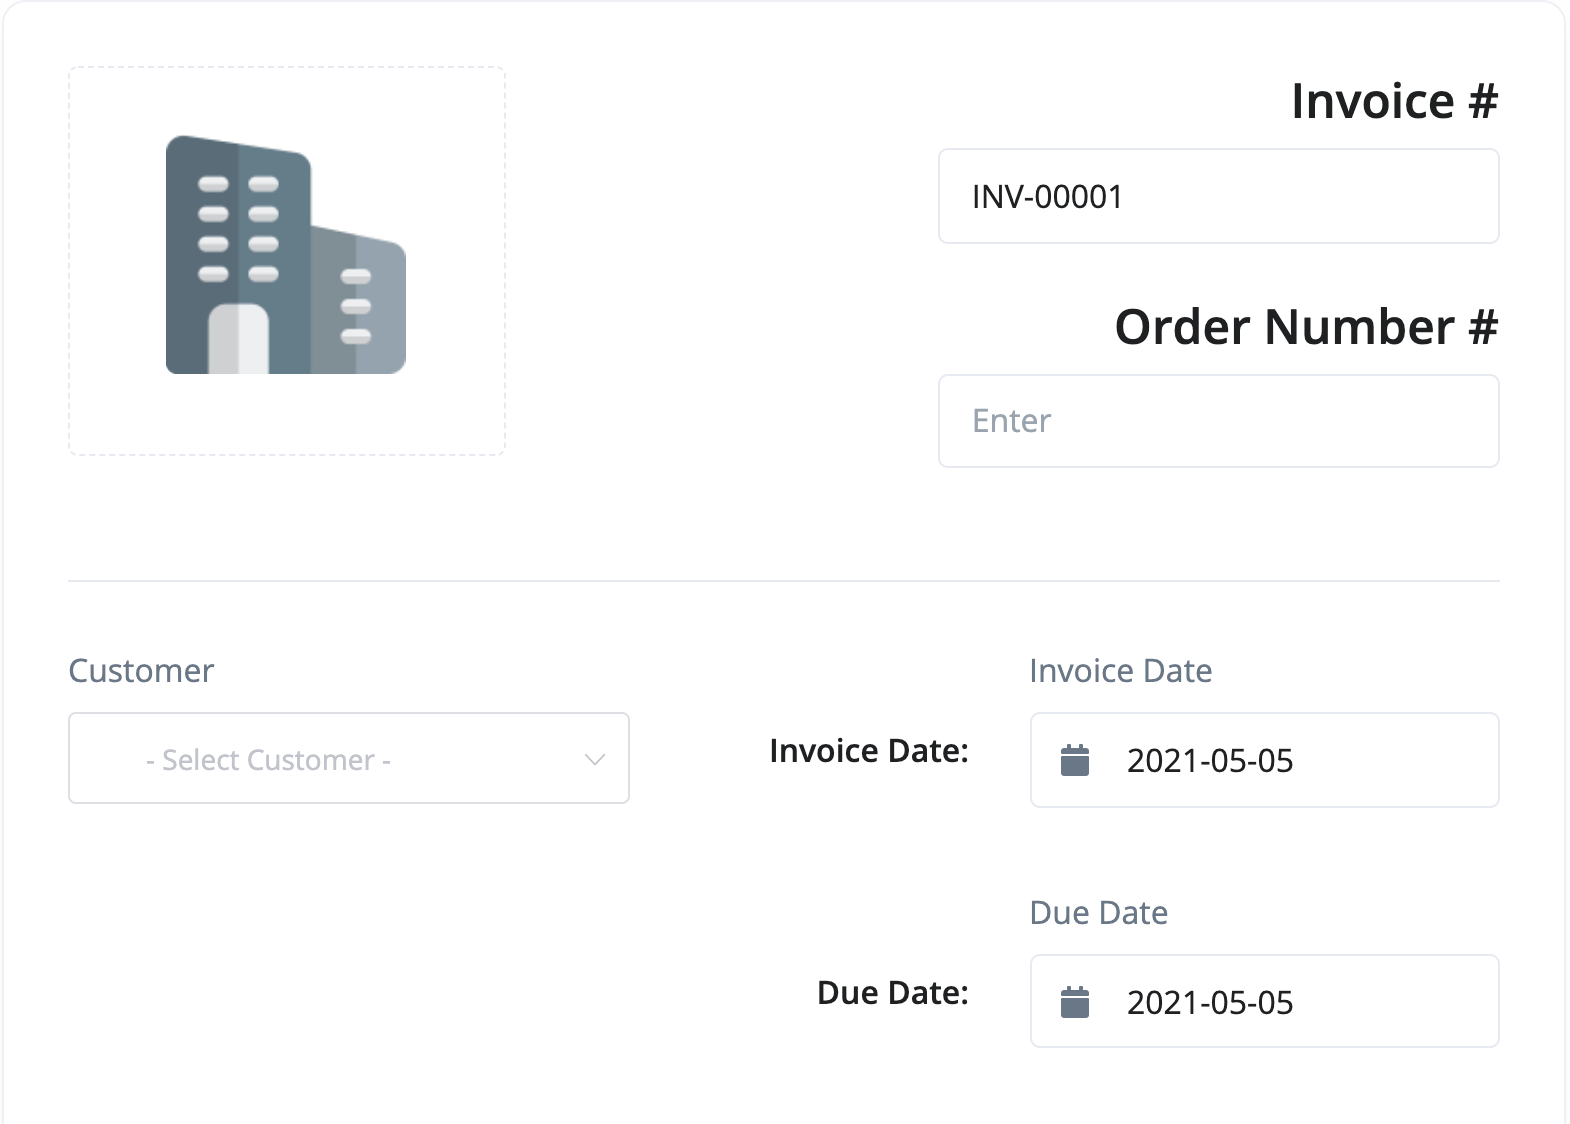 Invoice #
INV-00001
Order Number #
Enter
Customer
- Select Customer -
Invoice Date
Invoice Date:
2021-05-05
Due Date
Due Date:
2021-05-05